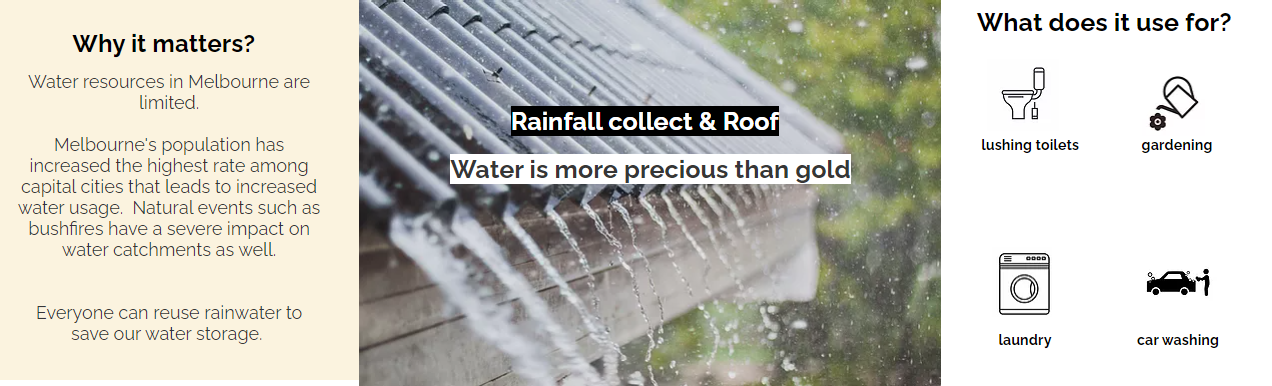 Why it matters?
Water resources in Melbourne are
limited.
Melbourne's population has
increased the highest rate among
capital cities that leads to increased
water usage. Natural events such as
bushfires have a severe impact on
water catchments as well.
Everyone can reuse rainwater to
save our water storage.
Rainfall collect & Roof
Water is more precious than gold
What does it use for?
lushing toilets
gardening
laundry
car washing